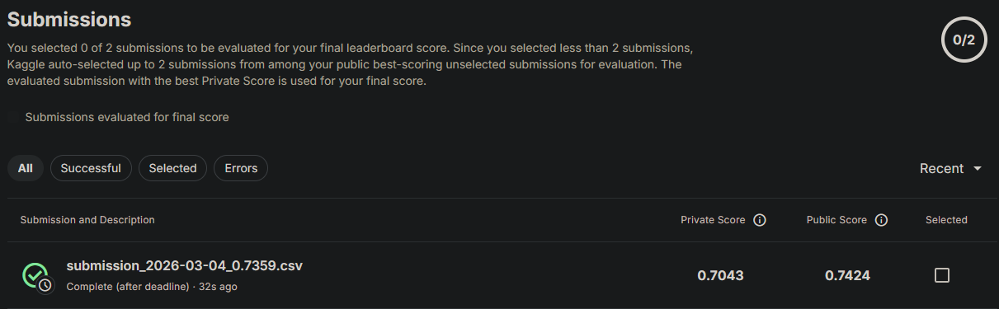 Submissions
You selected 0 of 2 submissions to be evaluated for your final leaderboard score. Since you selected less than 2 submissions,
Kaggle auto-selected up to 2 submissions from among your public best-scoring unselected submissions for evaluation. The
evaluated submission with the best Private Score is used for your final score.
0/2
Submissions evaluated for final score
All Successful Selected Errors Recent
Submission and Description Private Score Public Score Selected
submission_2026-03-04_0.7359.csv
Complete (after deadline) · 32s ago
0.7043 0.7424